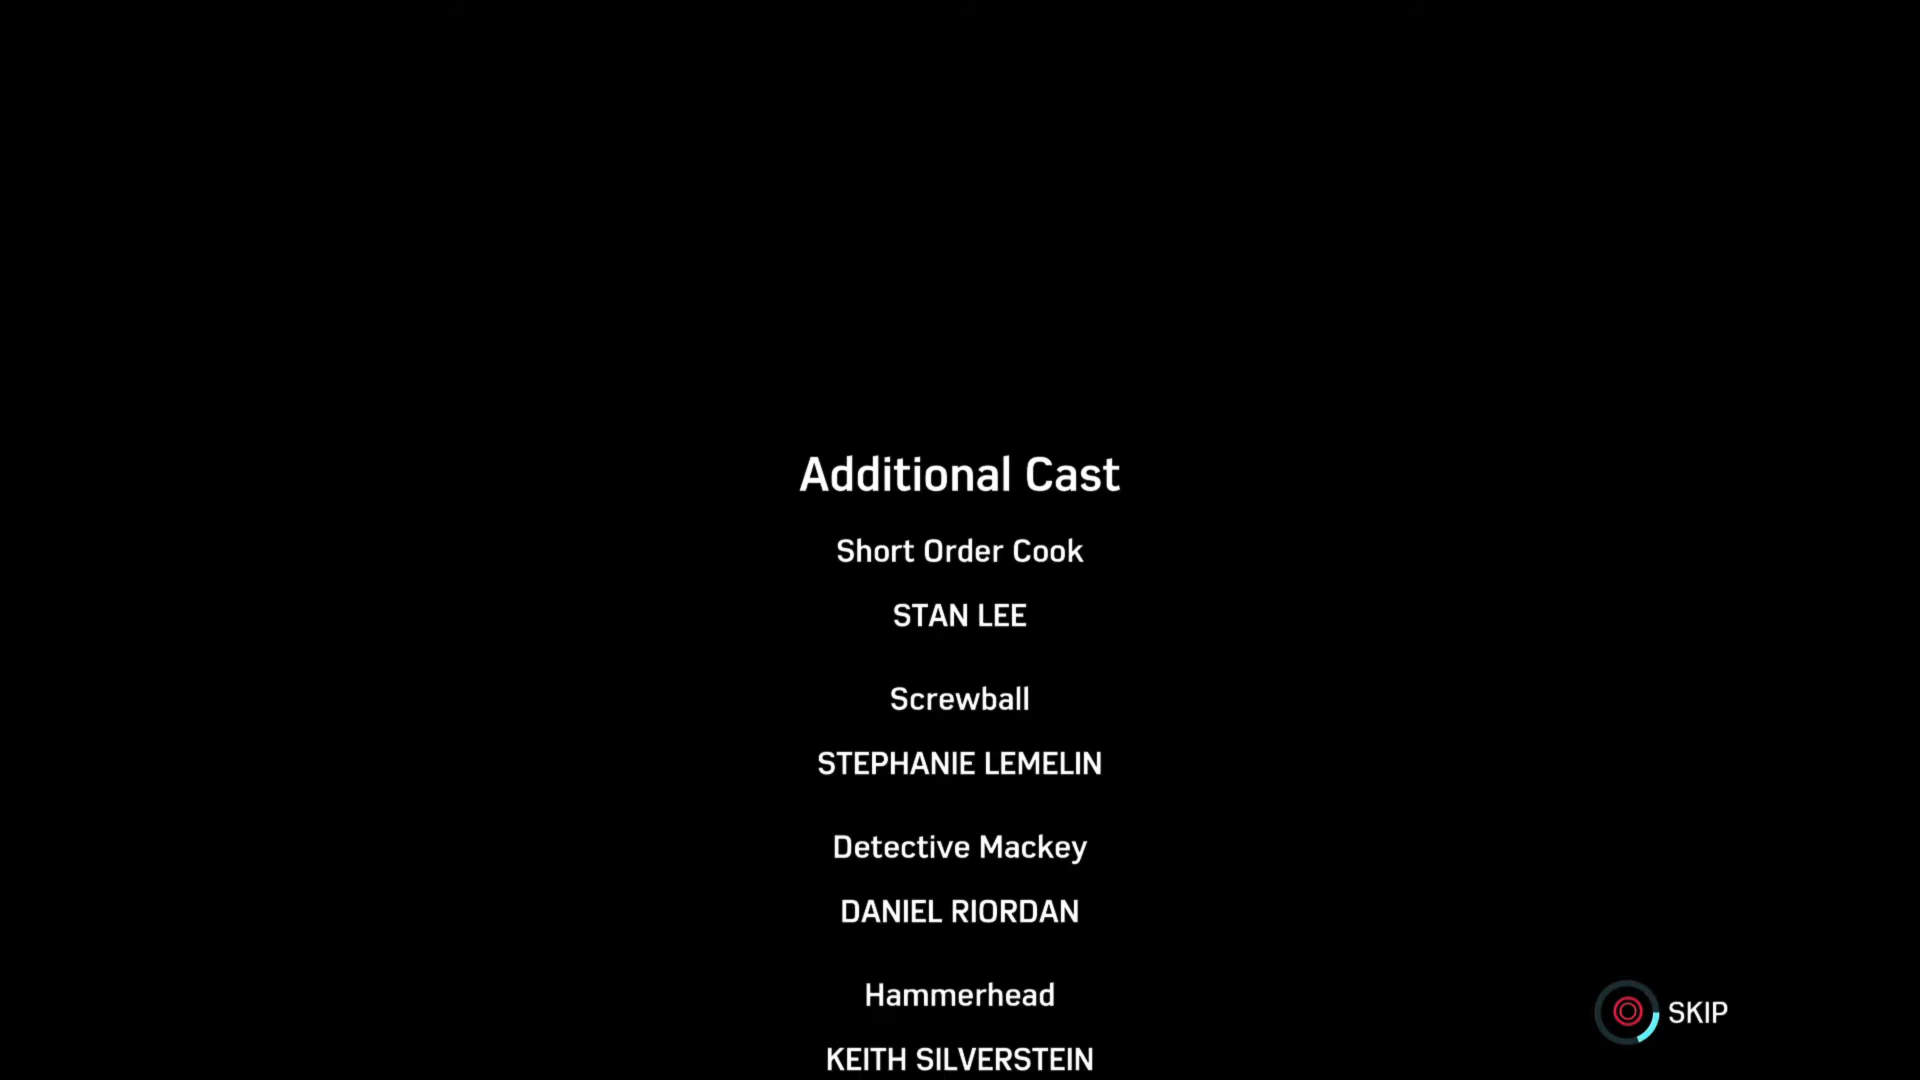 Additional Cast
Short Order Cook
STAN LEE
Screwball
STEPHANIE LEMELIN
Detective Mackey
DANIEL RIORDAN
Hammerhead
SKIP
KEITH SILVERSTEIN